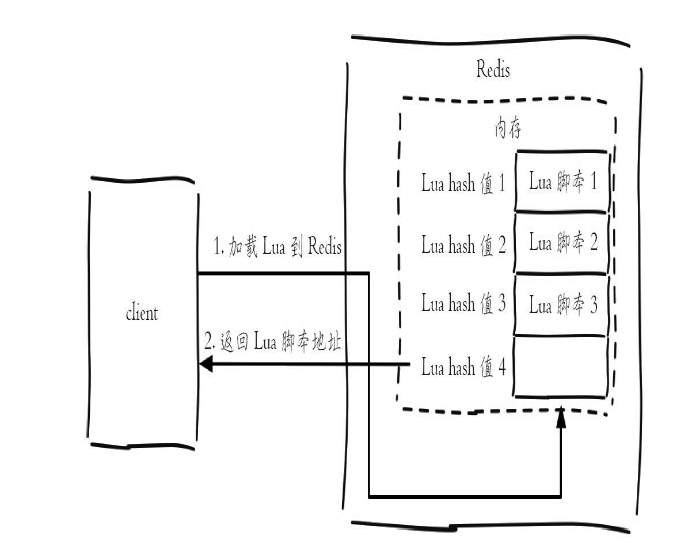 Redis
内存
Lua hash 值 1
Lua 脚本 1
Lua hash 值 2
Lua 脚本 2
Lua hash 值 3
Lua 脚本 3
Lua hash 值 4
1. 加载 Lua 到 Redis
client
2. 返回 Lua 脚本地址